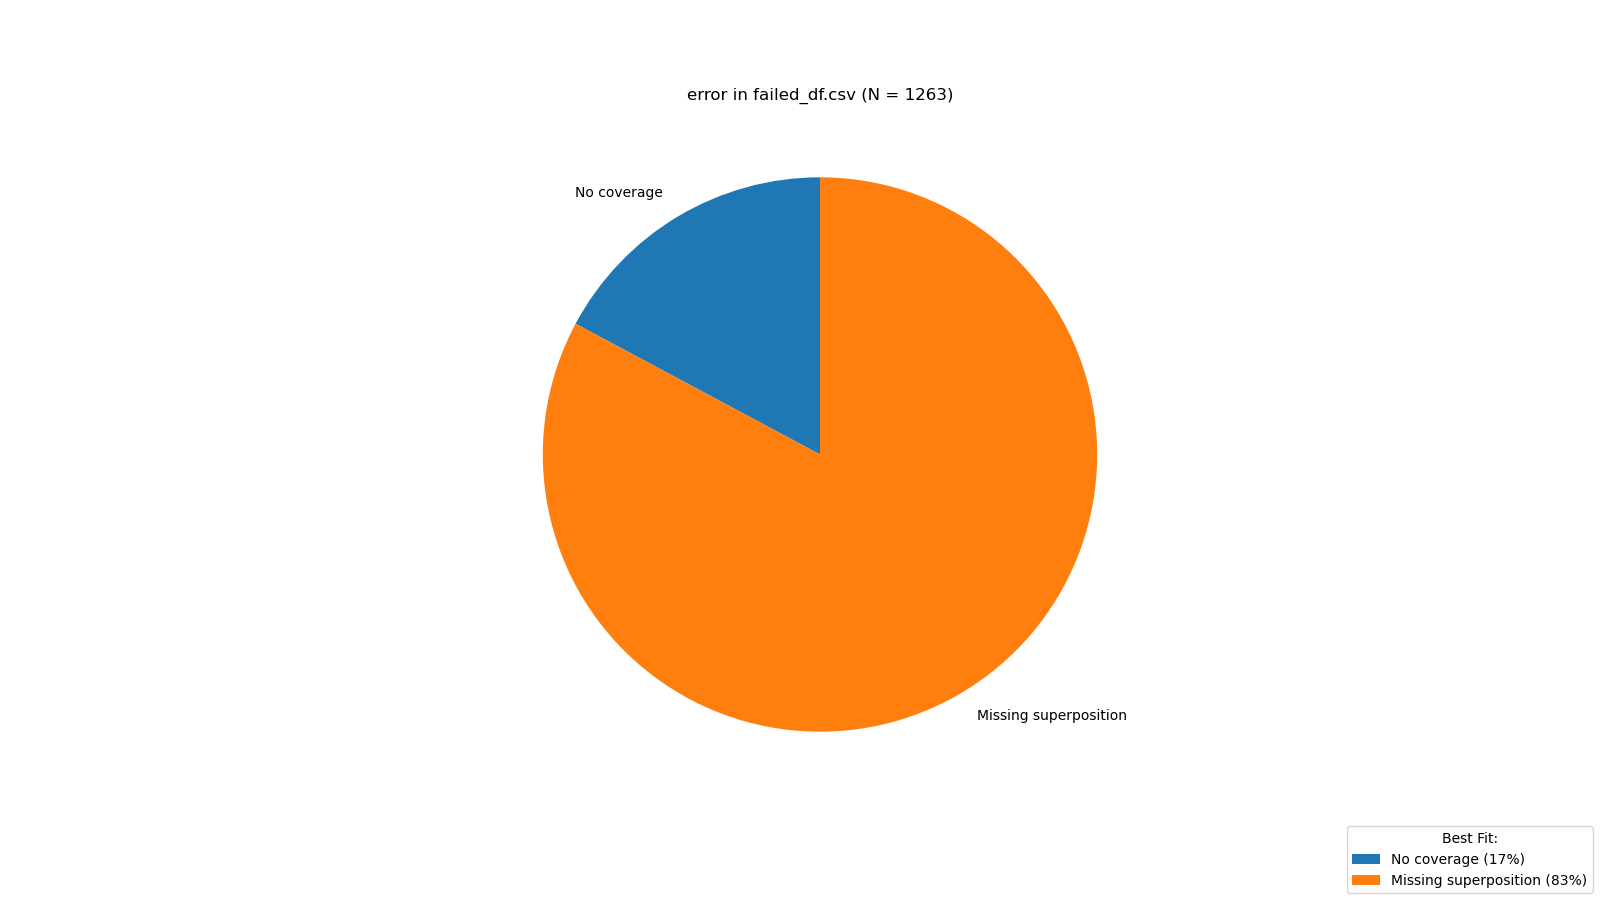 error in failed_df.csv (N = 1263)
No coverage
Missing superposition
Best Fit:
No coverage (17%)
Missing superposition (83%)